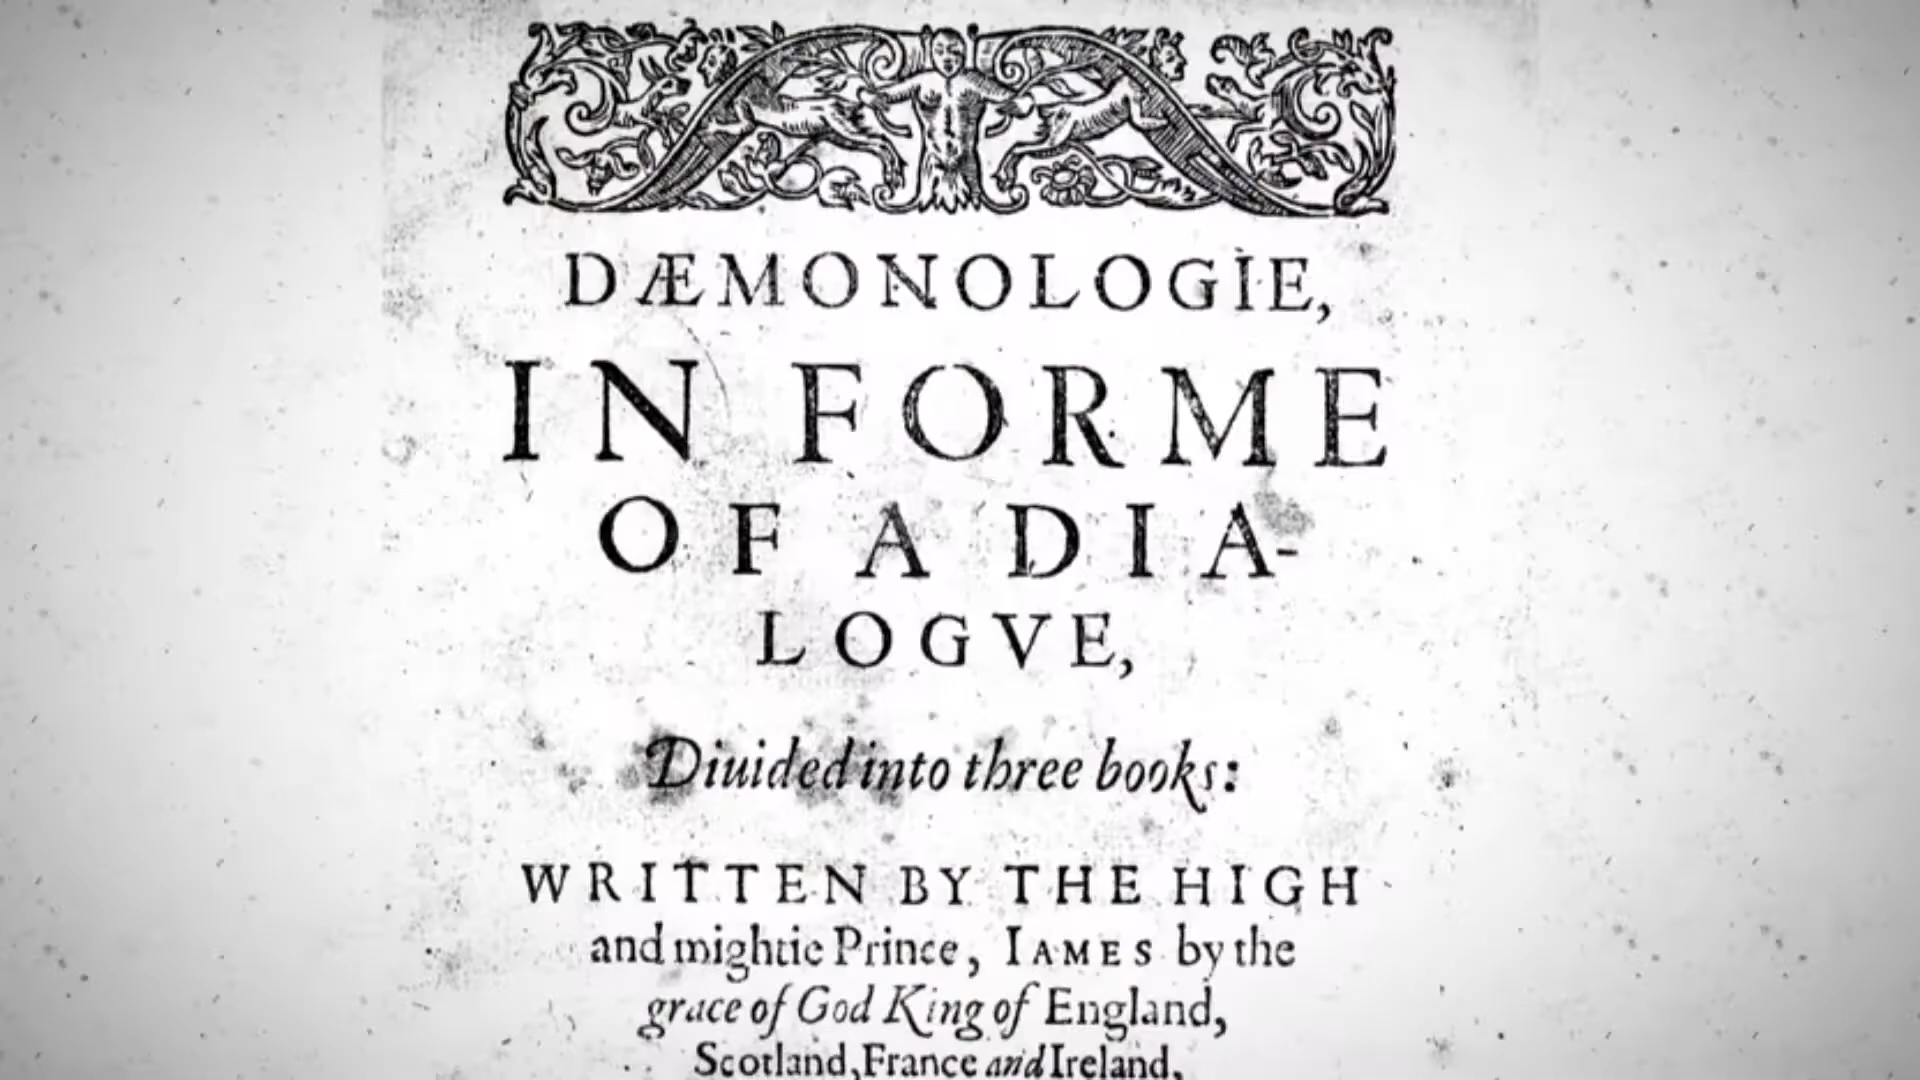 DÆMONOLOGIE,
IN FORME
OF A DIA-
LOGVE,
Diuided into three books:
WRITTEN BY THE HIGH
and mightie Prince, IAMES by the
grace of God King of England,
Scotland, France and Ireland,